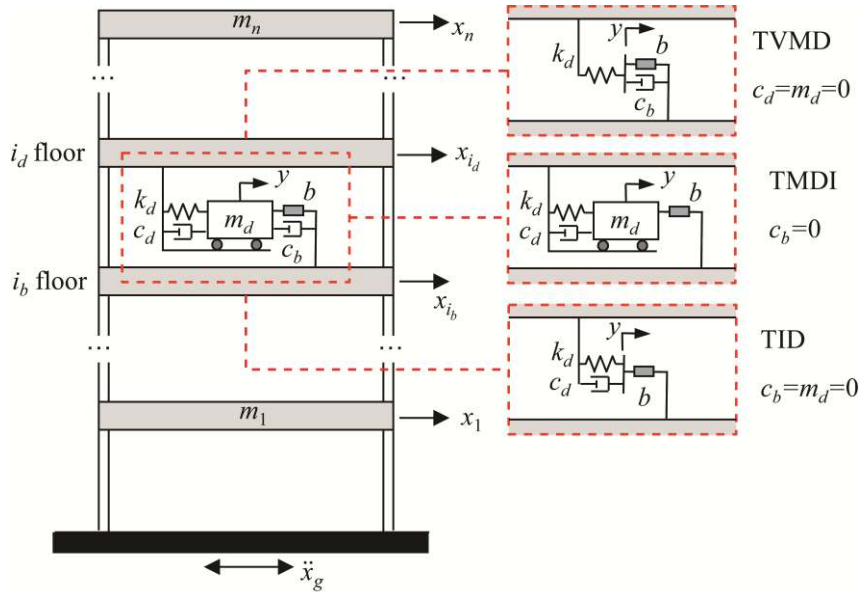 m_n
x_n
...
...
i_d floor
x_{i_d}
y
k_d
b
m_d
c_d
c_b
i_b floor
x_{i_b}
...
...
m_1
x_1
ẍ_g
y
k_d
b
c_b
TVMD
c_d=m_d=0
y
k_d
b
m_d
c_d
TMDI
c_b=0
y
k_d
c_d
b
TID
c_b=m_d=0